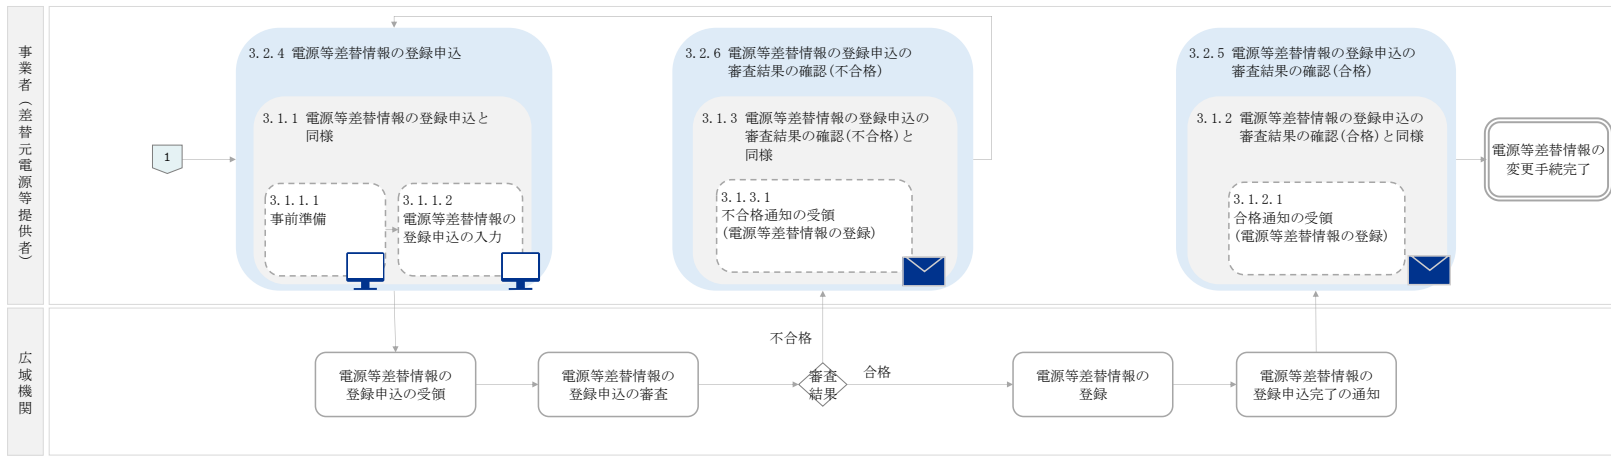 事業者（差替元電源等提供者）
1
3.2.4 電源等差替情報の登録申込
3.1.1 電源等差替情報の登録申込と
同様
3.1.1.1
事前準備
3.1.1.2
電源等差替情報の
登録申込の入力
3.2.6 電源等差替情報の登録申込の
審査結果の確認(不合格)
3.1.3 電源等差替情報の登録申込の
審査結果の確認(不合格)と
同様
3.1.3.1
不合格通知の受領
(電源等差替情報の登録)
3.2.5 電源等差替情報の登録申込の
審査結果の確認(合格)
3.1.2 電源等差替情報の登録申込の
審査結果の確認(合格)と同様
3.1.2.1
合格通知の受領
(電源等差替情報の登録)
電源等差替情報の
変更手続完了
広域機関
電源等差替情報の
登録申込の受領
電源等差替情報の
登録申込の審査
不合格
審査
結果
合格
電源等差替情報の
登録
電源等差替情報の
登録申込完了の通知